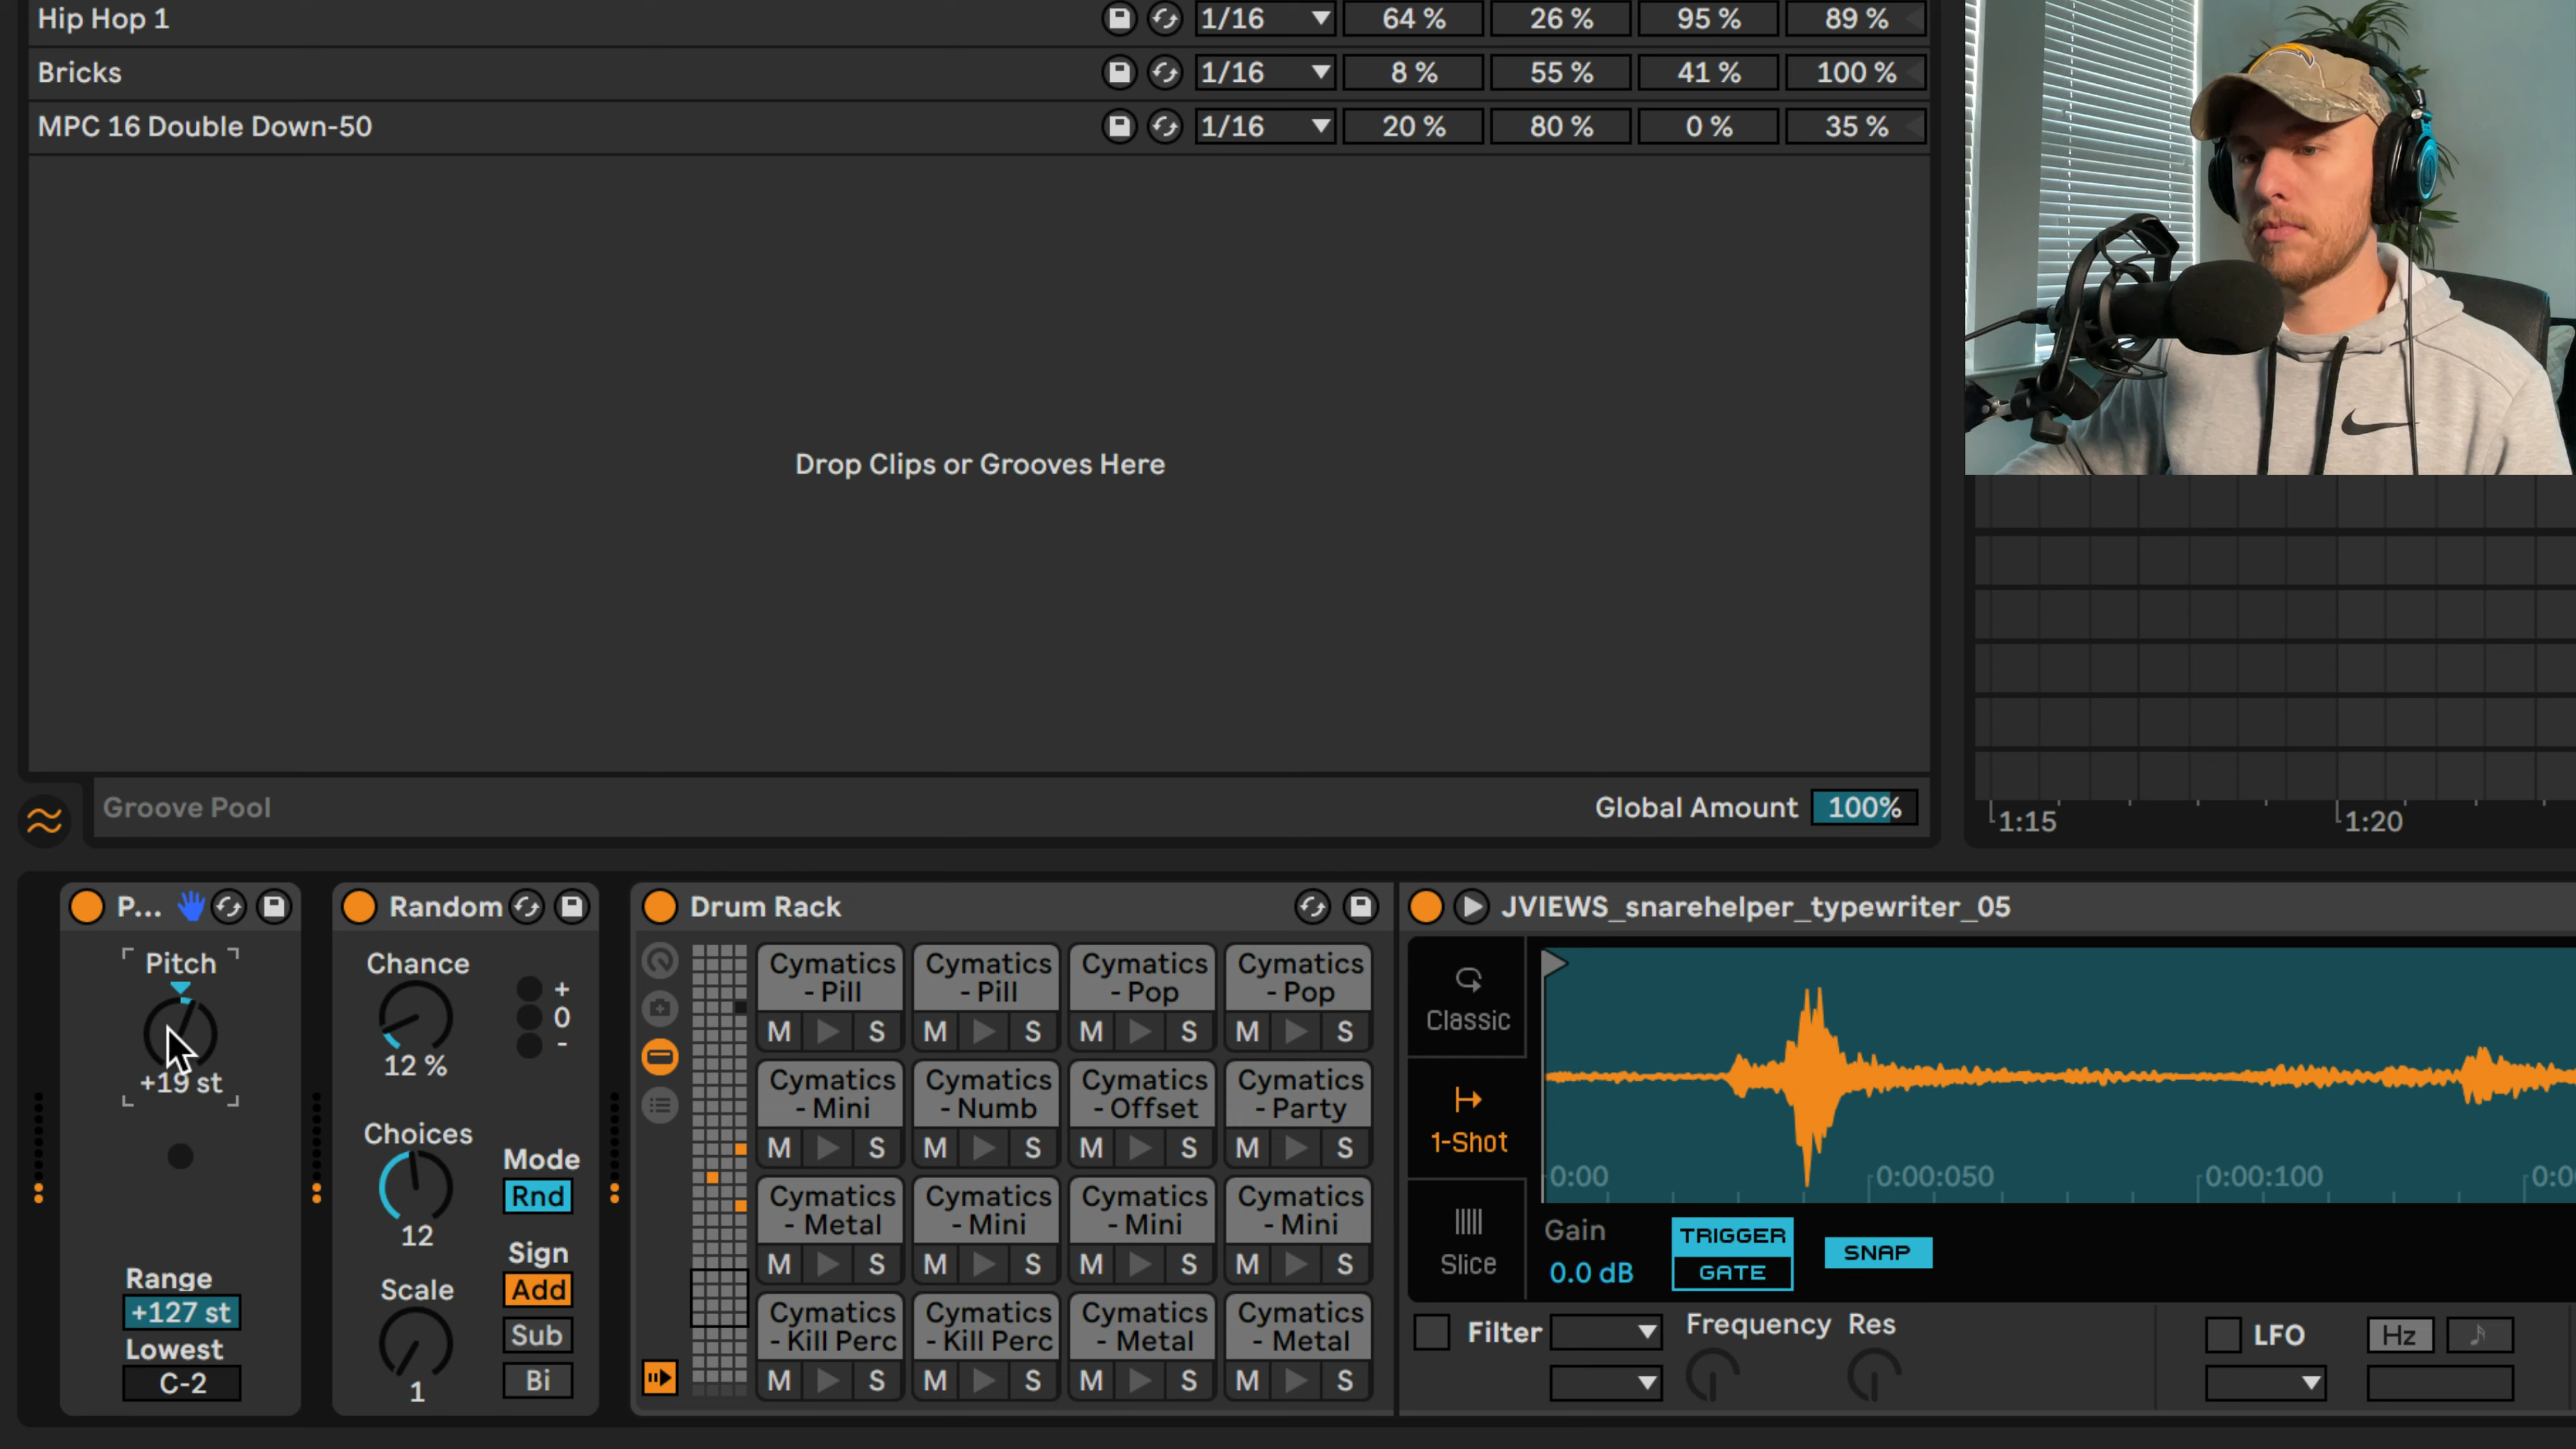 Hip Hop 1 1/16 64 % 26 % 95 % 89 %
Bricks 1/16 8 % 55 % 41 % 100 %
MPC 16 Double Down-50 1/16 20 % 80 % 0 % 35 %
Drop Clips or Grooves Here
Groove Pool Global Amount 100%
1:15 1:20
P... Random Drum Rack JVIEWS_snarehelper_typewriter_05
Pitch
+19 st
Range
+127 st
Lowest
C-2
Chance
12 %
+
0
-
Choices
12
Mode
Rnd
Scale
1
Sign
Add
Sub
Bi
Cymatics Cymatics Cymatics Cymatics
- Pill - Pill - Pop - Pop
M S M S M S M S
Cymatics Cymatics Cymatics Cymatics
- Mini - Numb - Offset - Party
M S M S M S M S
Cymatics Cymatics Cymatics Cymatics
- Metal - Mini - Mini - Mini
M S M S M S M S
Cymatics Cymatics Cymatics Cymatics
- Kill Perc - Kill Perc - Metal - Metal
M S M S M S M S
Classic
1-Shot
Slice
0:00 0:00:050 0:00:100 0:0
Gain
0.0 dB
TRIGGER
GATE
SNAP
Filter Frequency Res
LFO Hz